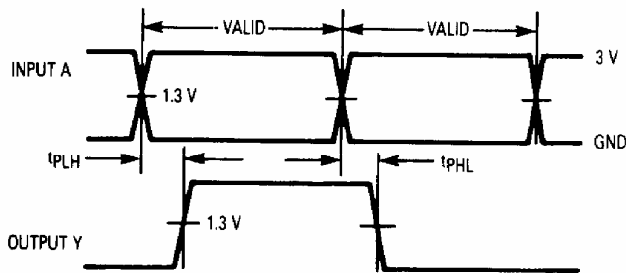 VALID VALID
INPUT A 3 V
1.3 V
GND
tPLH tPHL
1.3 V
OUTPUT Y